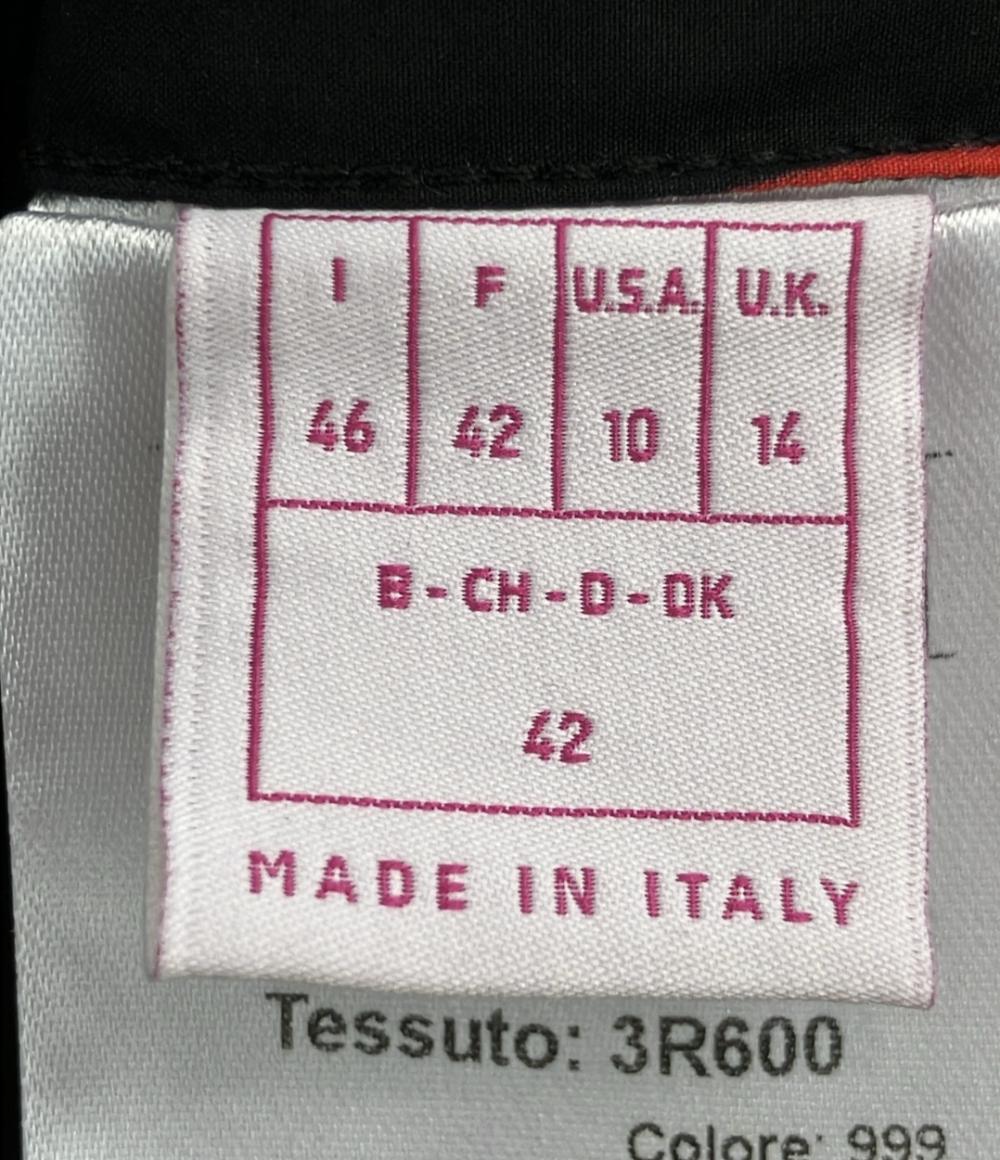 I F U.S.A. U.K.
46 42 10 14
B - CH - D - DK
42
MADE IN ITALY
Tessuto: 3R600
Colore: 999